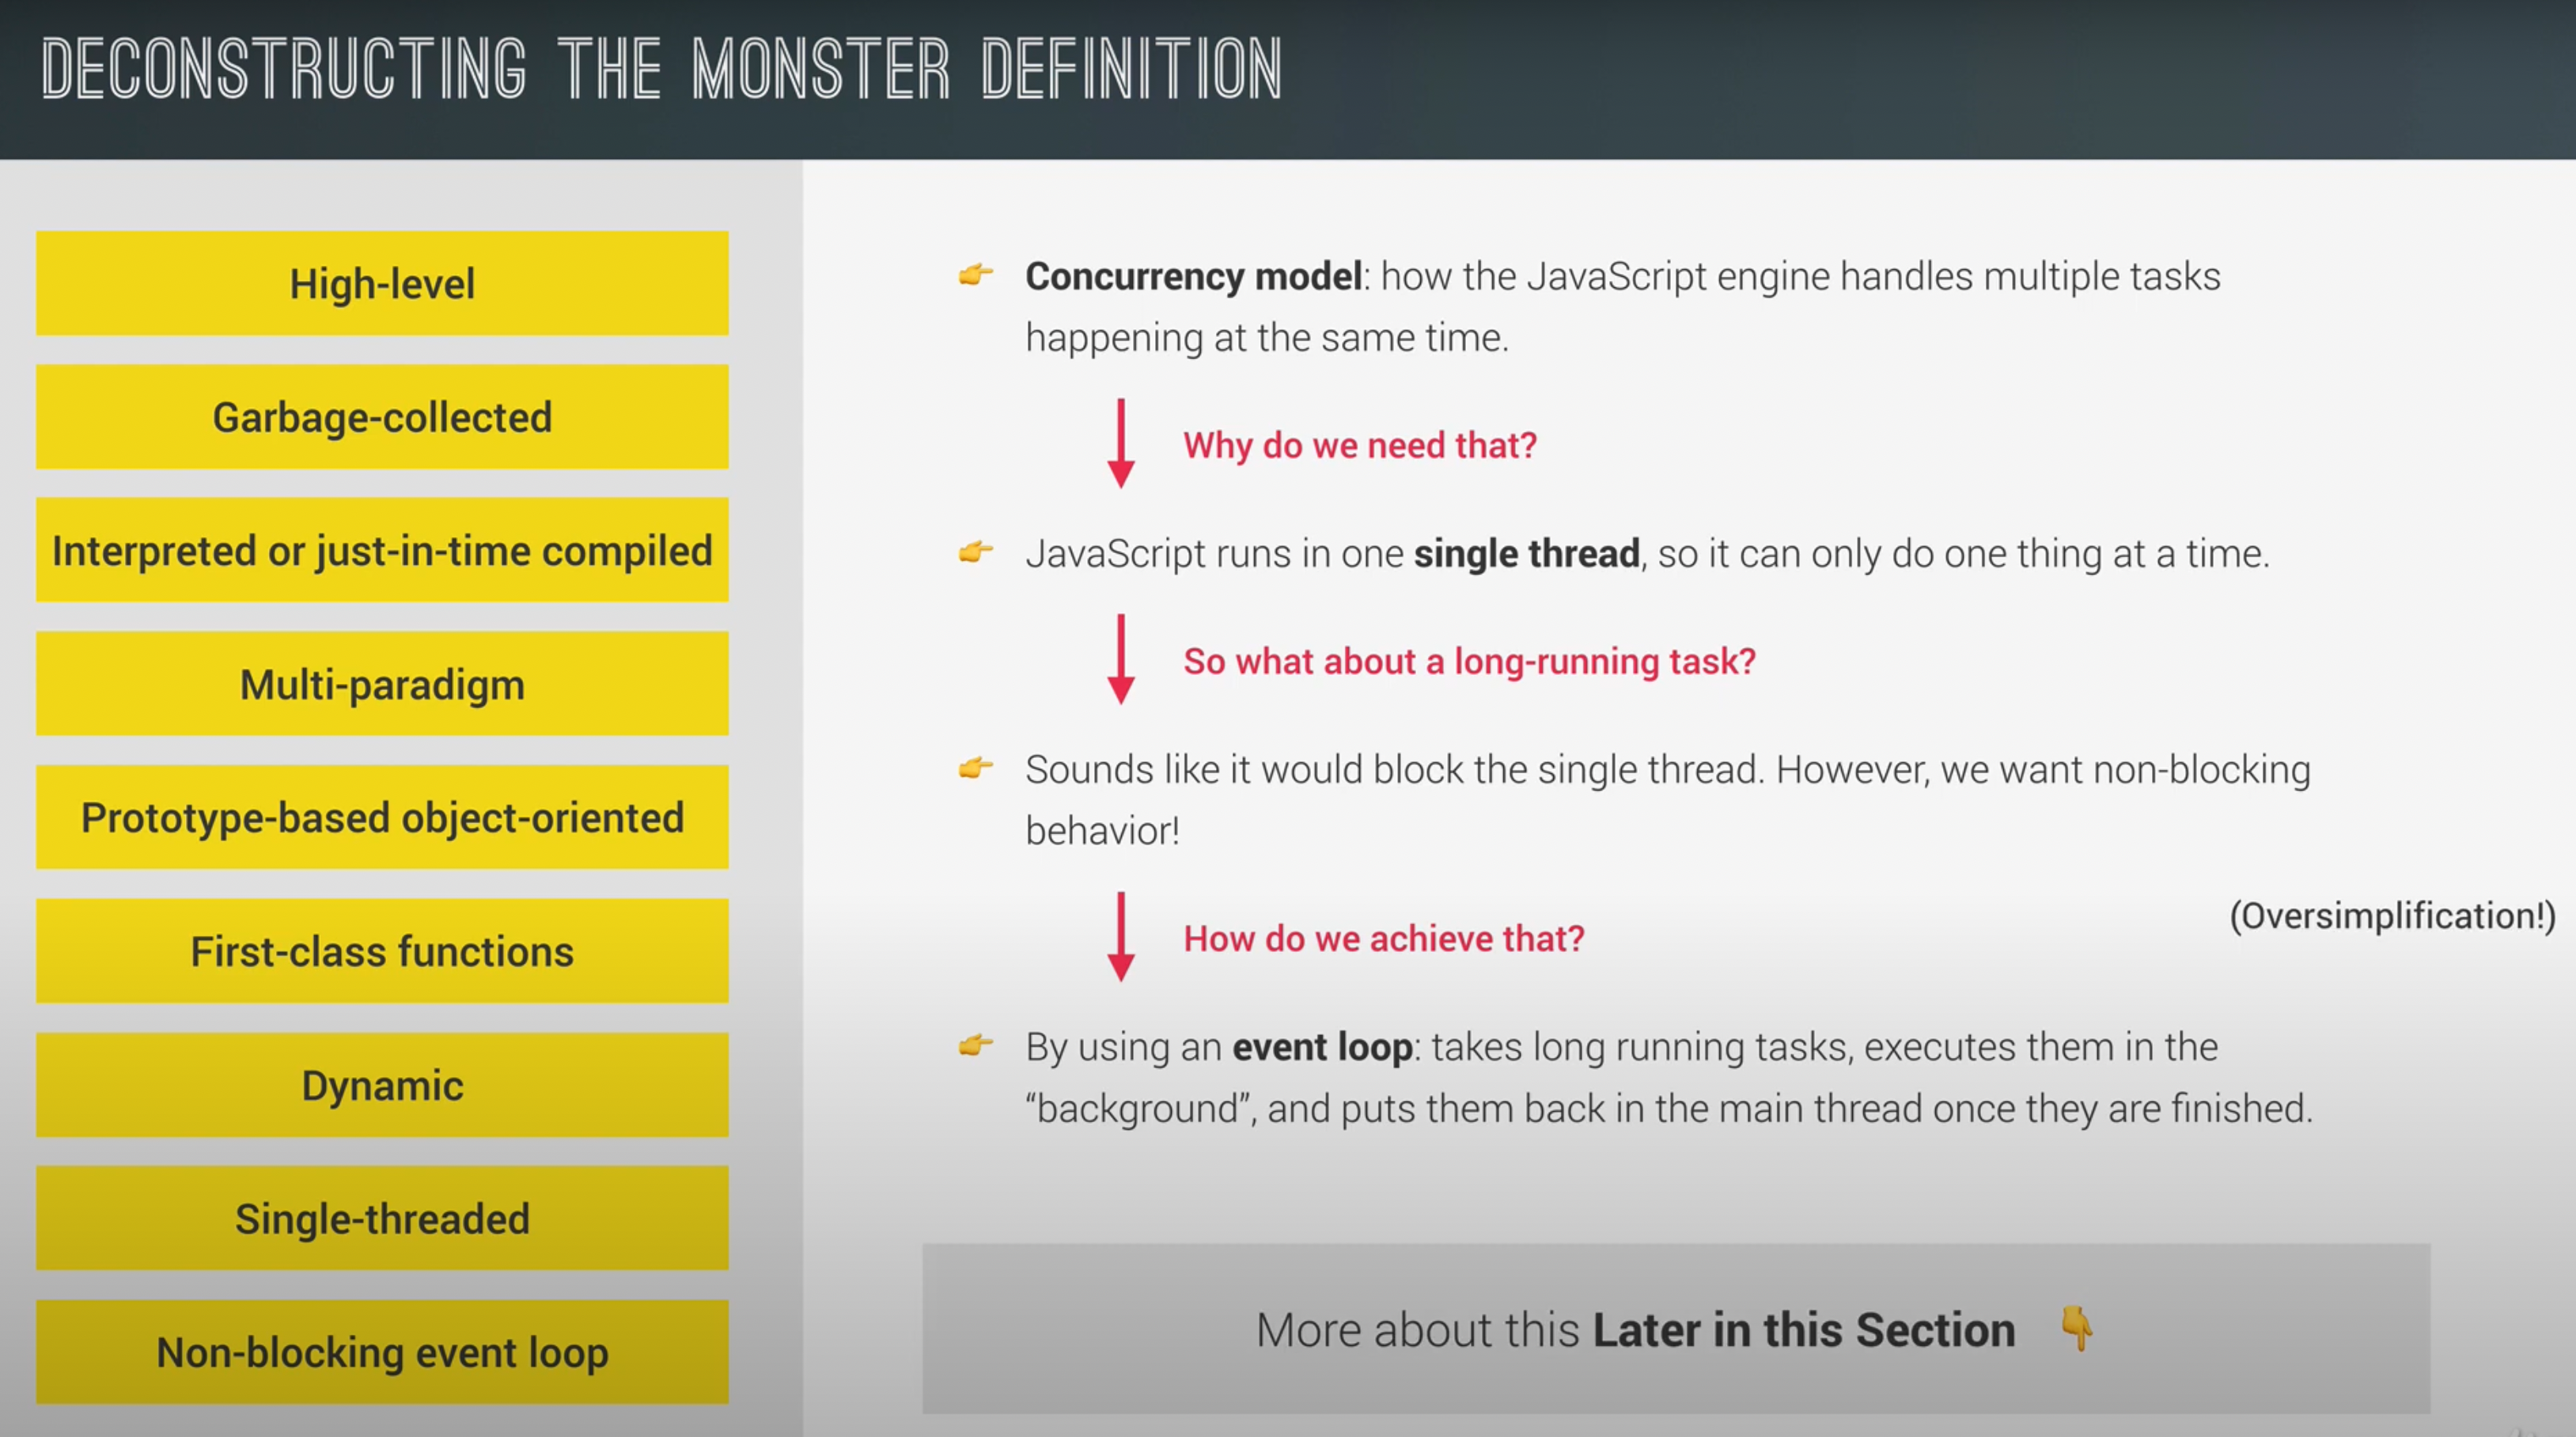 DECONSTRUCTING THE MONSTER DEFINITION
High-level
Garbage-collected
Interpreted or just-in-time compiled
Multi-paradigm
Prototype-based object-oriented
First-class functions
Dynamic
Single-threaded
Non-blocking event loop
👉 Concurrency model: how the JavaScript engine handles multiple tasks
happening at the same time.
Why do we need that?
👉 JavaScript runs in one single thread, so it can only do one thing at a time.
So what about a long-running task?
👉 Sounds like it would block the single thread. However, we want non-blocking
behavior!
(Oversimplification!)
How do we achieve that?
👉 By using an event loop: takes long running tasks, executes them in the
“background”, and puts them back in the main thread once they are finished.
More about this Later in this Section 👇